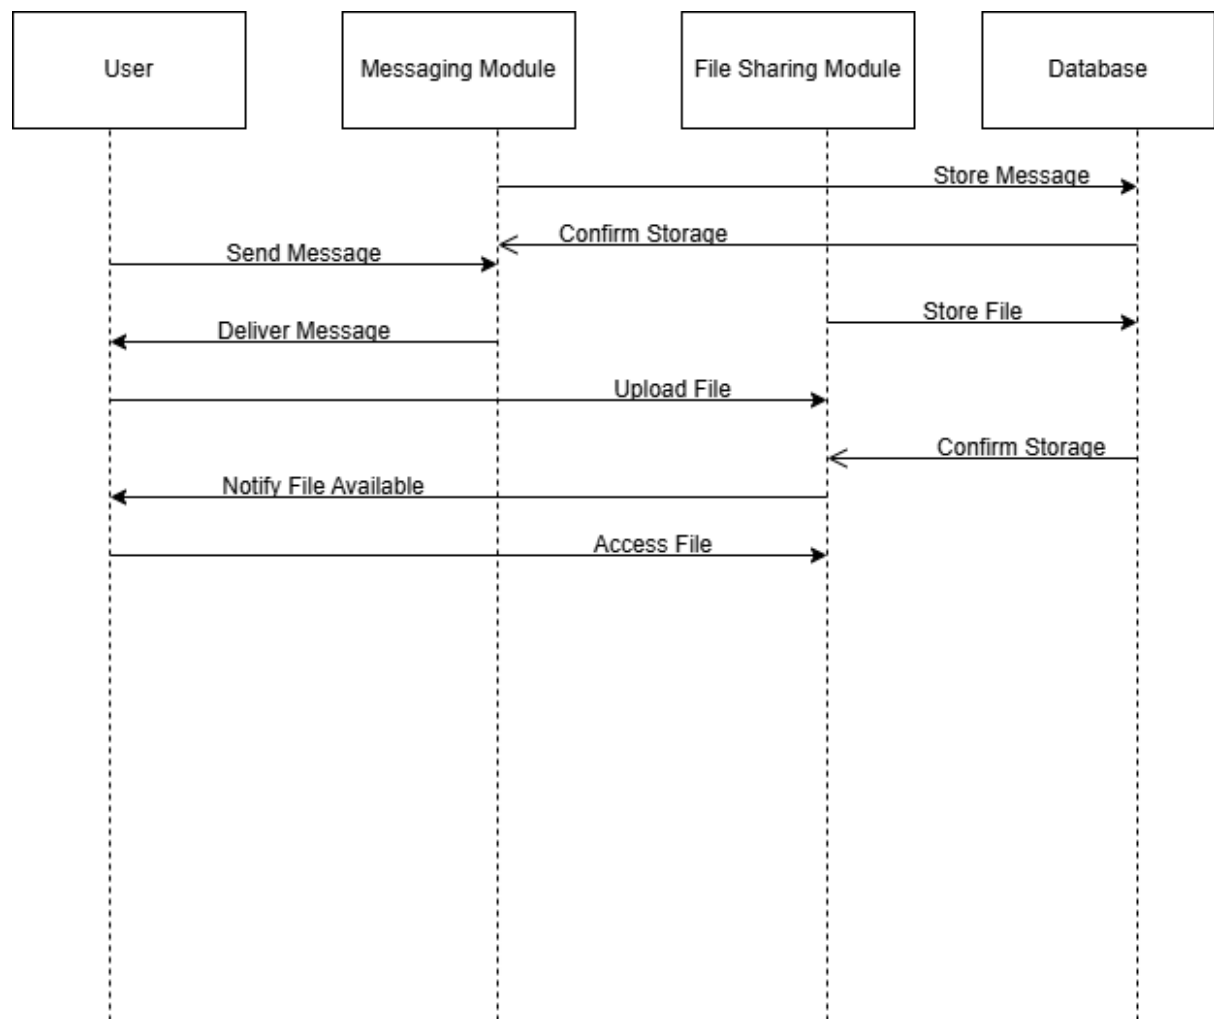 User
Messaging Module
File Sharing Module
Database
Store Message
Confirm Storage
Send Message
Store File
Deliver Message
Upload File
Confirm Storage
Notify File Available
Access File